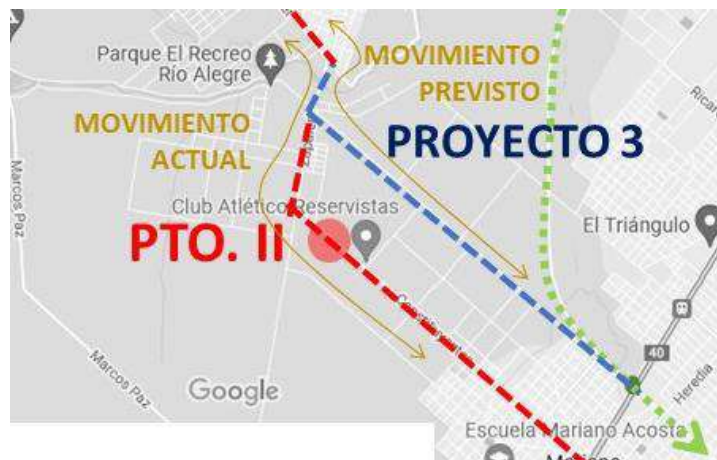 Parque El Recreo
Río Alegre
MOVIMIENTO
PREVISTO
MOVIMIENTO
ACTUAL
PROYECTO 3
Marcos Paz
Club Atlético Reservistas
PTO. II
El Triángulo
40
Heredia
Marcos Paz
Google
Escuela Mariano Acosta
Mariano